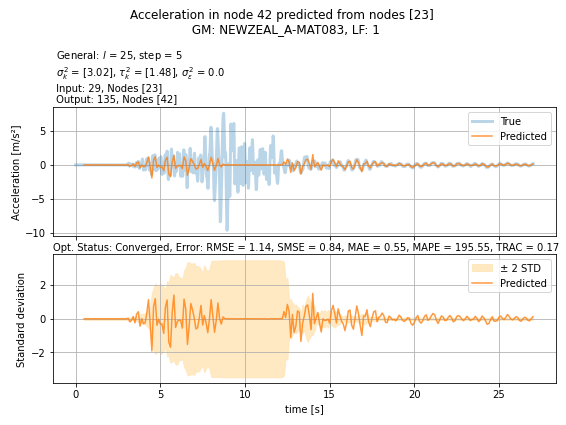 Acceleration in node 42 predicted from nodes [23]
GM: NEWZEAL_A-MAT083, LF: 1
General: l = 25, step = 5
σ²ₖ = [3.02], τ²ₖ = [1.48], σ²ε = 0.0
Input: 29, Nodes [23]
Output: 135, Nodes [42]
True
Predicted
Acceleration [m/s²]
5
0
−5
−10
Opt. Status: Converged, Error: RMSE = 1.14, SMSE = 0.84, MAE = 0.55, MAPE = 195.55, TRAC = 0.17
± 2 STD
Predicted
Standard deviation
2
0
−2
0 5 10 15 20 25
time [s]